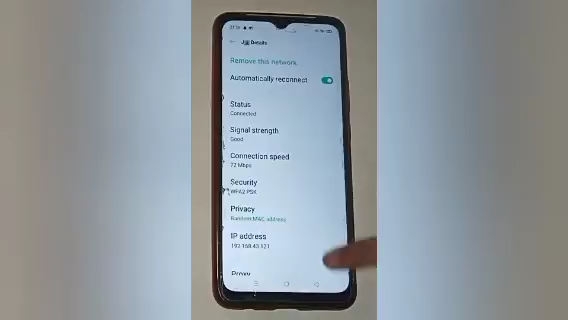 Details
Remove this network
Automatically reconnect
Status
Connected
Signal strength
Good
Connection speed
72 Mbps
Security
WPA2 PSK
Privacy
Random MAC address
IP address
192.168.43.121
Proxy